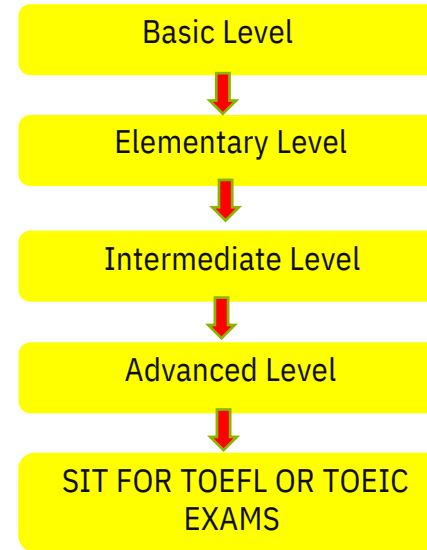 Basic Level
Elementary Level
Intermediate Level
Advanced Level
SIT FOR TOEFL OR TOEIC
EXAMS